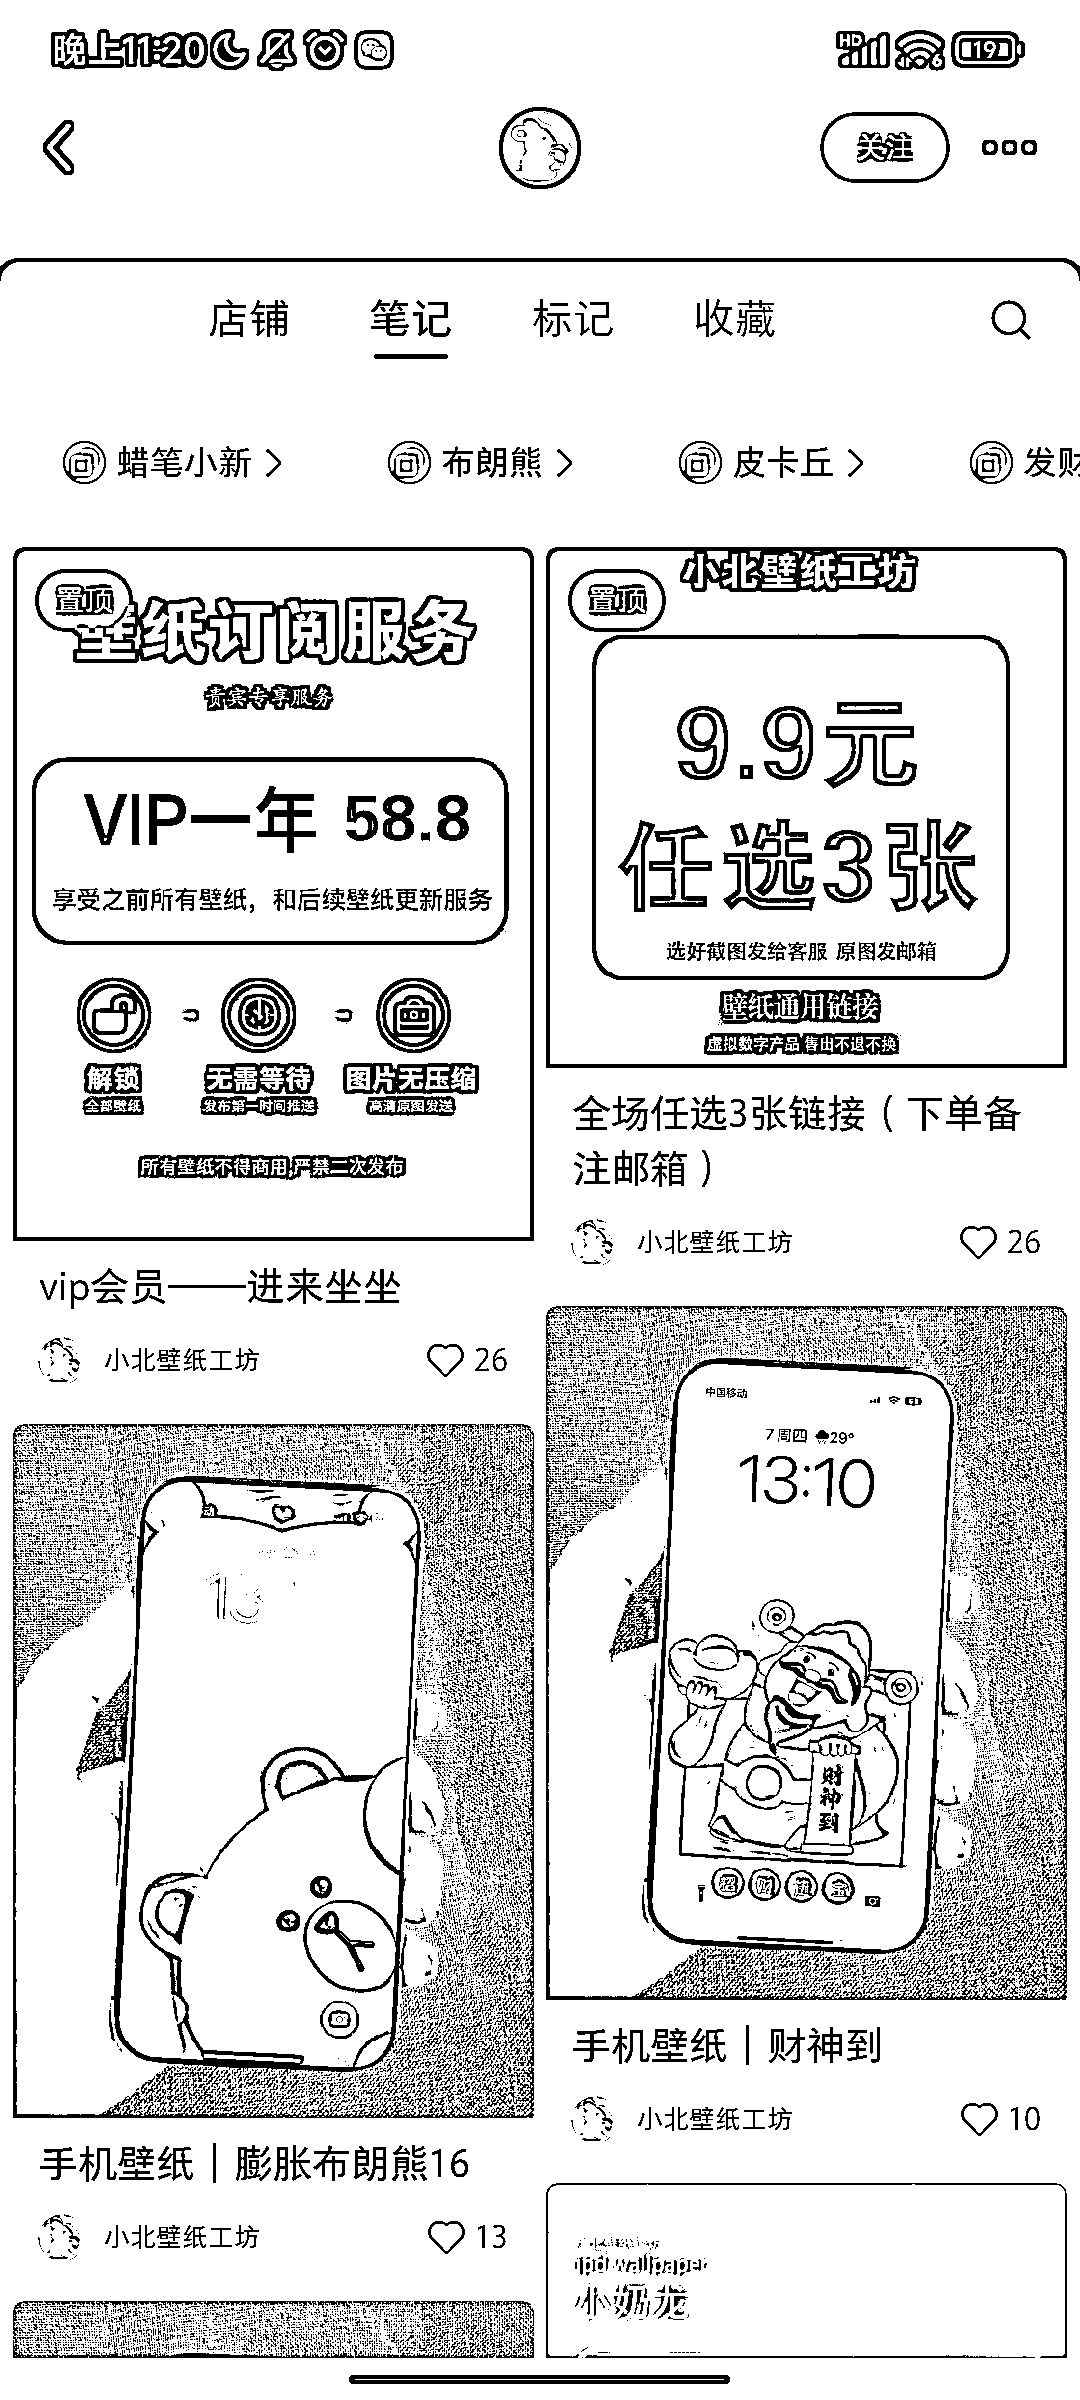 晚上11:20
HD
19
关注
店铺
笔记
标记
收藏
蜡笔小新
布朗熊
皮卡丘
发财
置顶
壁纸订阅服务
贵宾专享服务
VIP一年 58.8
享受之前所有壁纸，和后续壁纸更新服务
解锁
全部壁纸
无需等待
发布第一时间推送
图片无压缩
高清原图发送
所有壁纸不得商用,严禁二次发布
vip会员——进来坐坐
小北壁纸工坊
26
置顶
小北壁纸工坊
9.9元
任选3张
选好截图发给客服 原图发邮箱
壁纸通用链接
虚拟数字产品 售出不退不换
全场任选3张链接（下单备
注邮箱）
小北壁纸工坊
26
13
手机壁纸｜膨胀布朗熊16
小北壁纸工坊
13
中国移动
7 周四 29°
13:10
财神到
手机壁纸｜财神到
小北壁纸工坊
10
ipd wallpaper
小奶龙